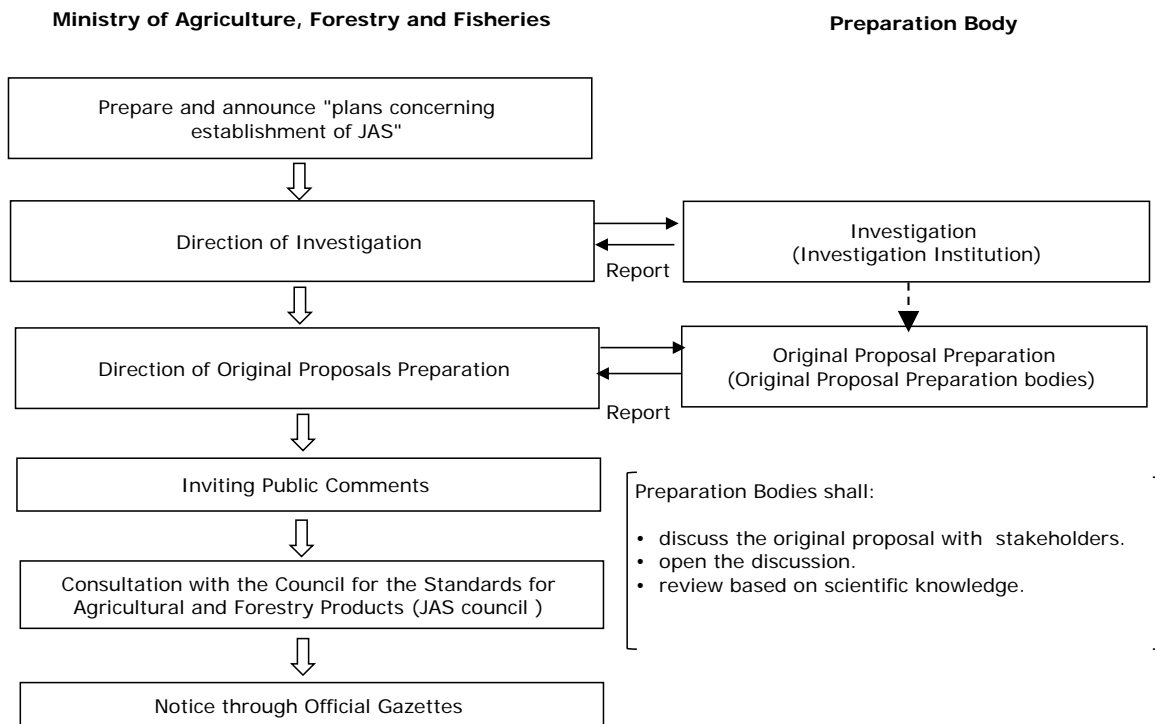 Ministry of Agriculture, Forestry and Fisheries
Preparation Body
Prepare and announce "plans concerning
establishment of JAS"
Direction of Investigation
Report
Investigation
(Investigation Institution)
Direction of Original Proposals Preparation
Report
Original Proposal Preparation
(Original Proposal Preparation bodies)
Inviting Public Comments
Consultation with the Council for the Standards for
Agricultural and Forestry Products (JAS council )
Notice through Official Gazettes
Preparation Bodies shall:
• discuss the original proposal with  stakeholders.
• open the discussion.
• review based on scientific knowledge.